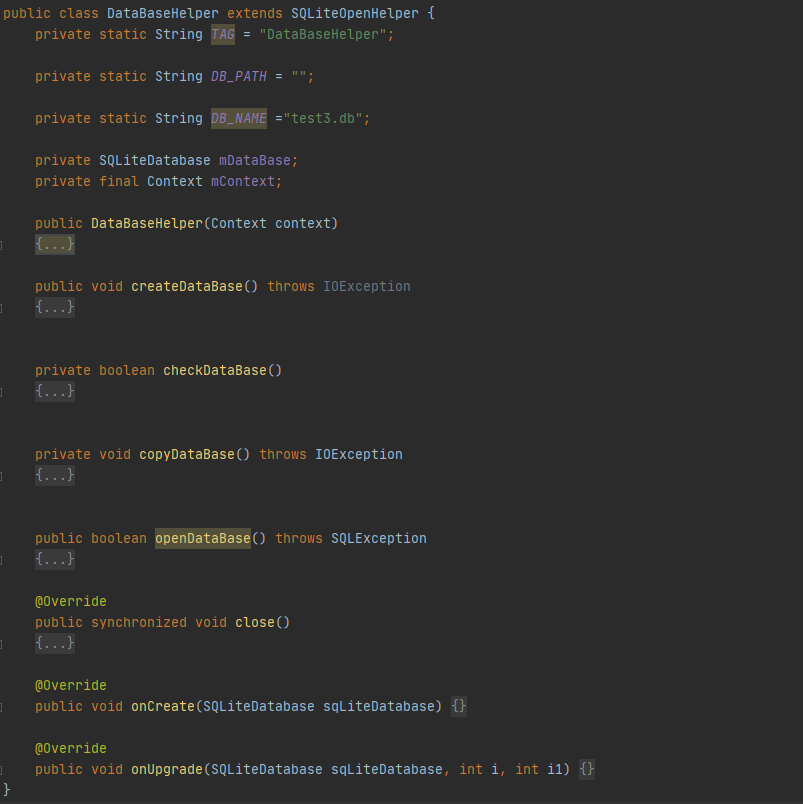 public class DataBaseHelper extends SQLiteOpenHelper {
private static String TAG = "DataBaseHelper";
private static String DB_PATH = "";
private static String DB_NAME ="test3.db";
private SQLiteDatabase mDataBase;
private final Context mContext;
public DataBaseHelper(Context context)
{...}
public void createDataBase() throws IOException
{...}
private boolean checkDataBase()
{...}
private void copyDataBase() throws IOException
{...}
public boolean openDataBase() throws SQLException
{...}
@Override
public synchronized void close()
{...}
@Override
public void onCreate(SQLiteDatabase sqLiteDatabase) {}
@Override
public void onUpgrade(SQLiteDatabase sqLiteDatabase, int i, int i1) {}
}